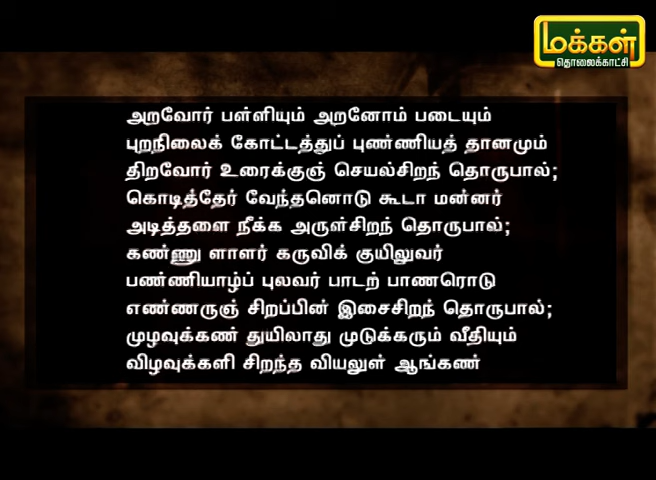 மக்கள்
தொலைக்காட்சி
அறவோர் பள்ளியும் அறனோம் படையும்
புறநிலைக் கோட்டத்துப் புண்ணியத் தானமும்
திறவோர் உரைக்குஞ் செயல்சிறந் தொருபால்;
கொடித்தேர் வேந்தனொடு கூடா மன்னர்
அடித்தளை நீக்க அருள்சிறந் தொருபால்;
கண்ணு ளாளர் கருவிக் குயிலுவர்
பண்ணியாழ்ப் புலவர் பாடற் பாணரொடு
எண்ணருஞ் சிறப்பின் இசைசிறந் தொருபால்;
முழவுக்கண் துயிலாது முடுக்கரும் வீதியும்
விழவுக்களி சிறந்த வியலுள் ஆங்கண்